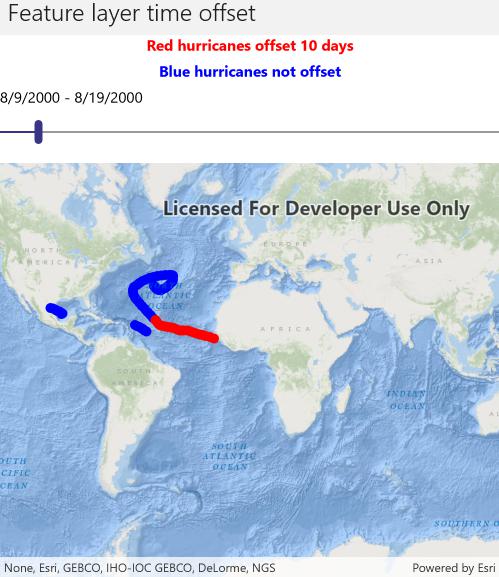 Feature layer time offset
Red hurricanes offset 10 days
Blue hurricanes not offset
8/9/2000 - 8/19/2000
Licensed For Developer Use Only
NORTH
AMERICA
EUROPE
ASIA
ATLANTIC
OCEAN
AFRICA
SOUTH
AMERICA
INDIAN
OCEAN
SOUTH
ATLANTIC
OCEAN
OUTH
CIFIC
CEAN
SOUTHERN O
None, Esri, GEBCO, IHO-IOC GEBCO, DeLorme, NGS
Powered by Esri